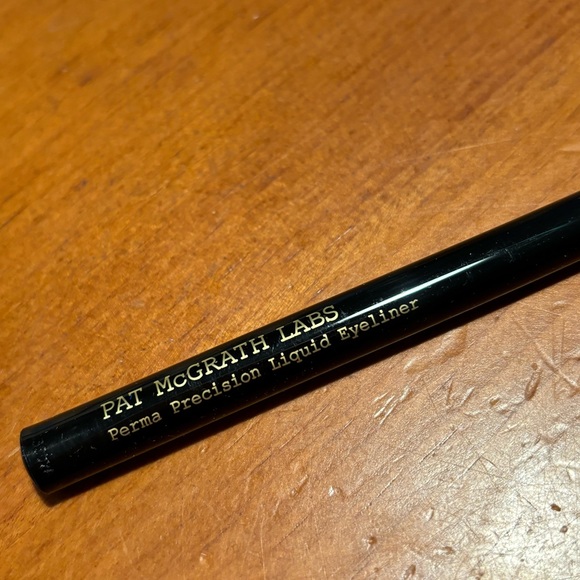 PAT McGRATH LABS
Perma Precision Liquid Eyeliner